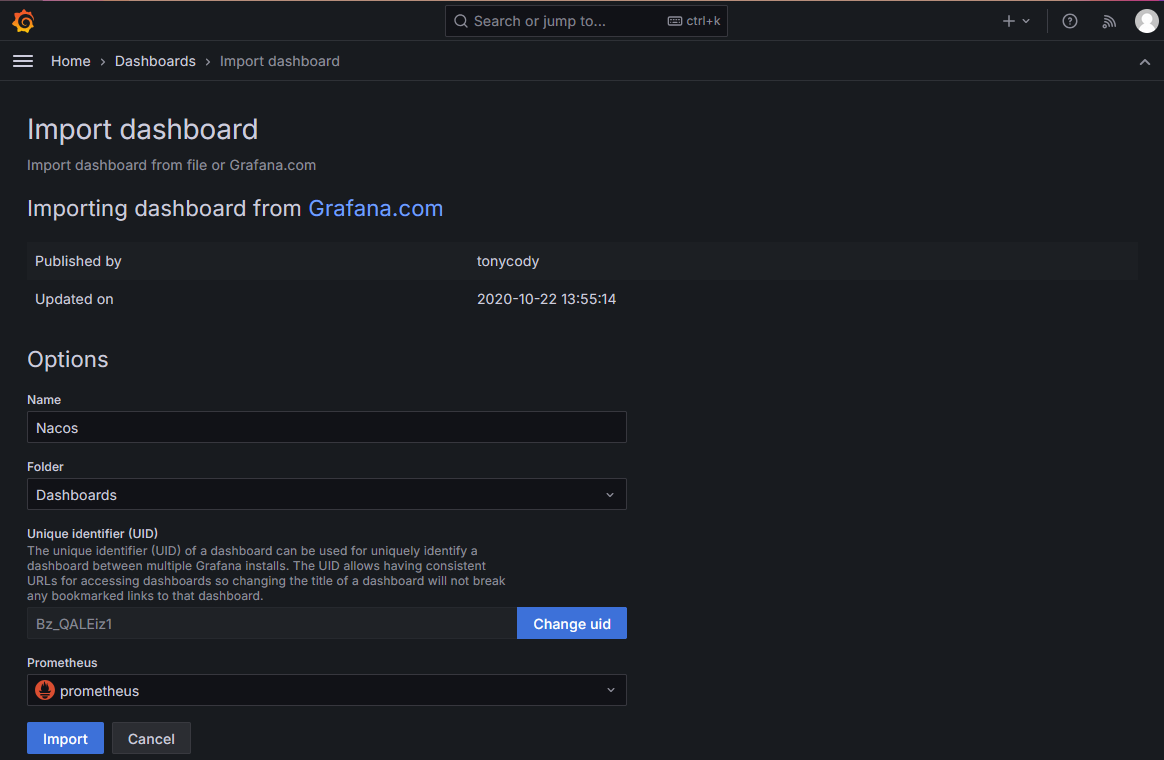 Search or jump to... ctrl+k
Home › Dashboards › Import dashboard
Import dashboard
Import dashboard from file or Grafana.com
Importing dashboard from Grafana.com
Published by tonycody
Updated on 2020-10-22 13:55:14
Options
Name
Nacos
Folder
Dashboards
Unique identifier (UID)
The unique identifier (UID) of a dashboard can be used for uniquely identify a
dashboard between multiple Grafana installs. The UID allows having consistent
URLs for accessing dashboards so changing the title of a dashboard will not break
any bookmarked links to that dashboard.
Bz_QALEiz1 Change uid
Prometheus
prometheus
Import Cancel